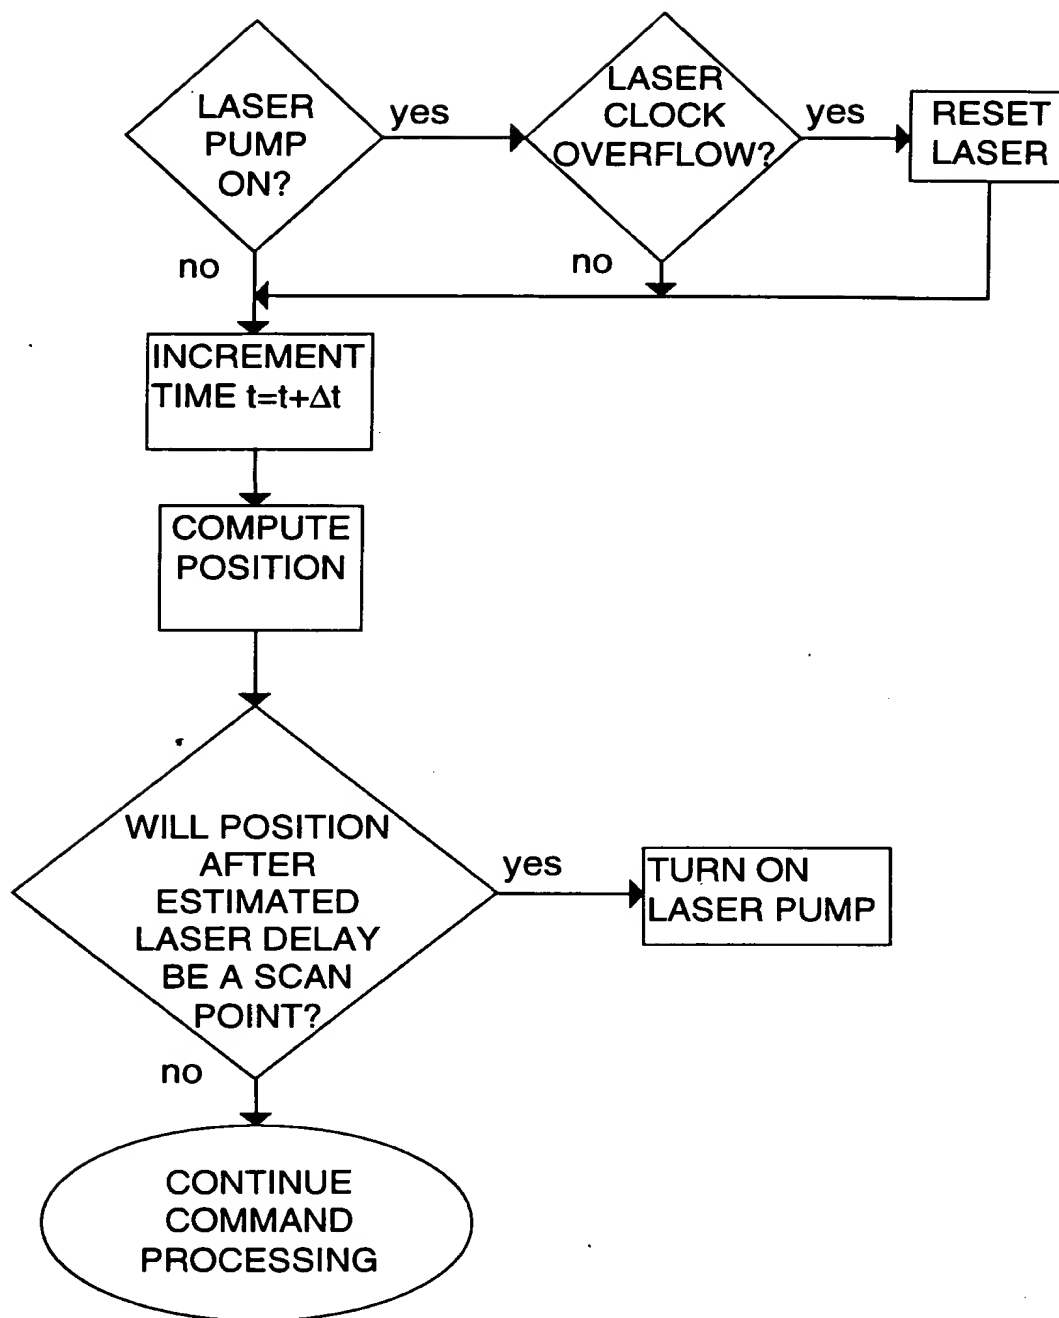 LASER
PUMP
ON?
yes
LASER
CLOCK
OVERFLOW?
yes
RESET
LASER
no
no
INCREMENT
TIME t=t+Δt
COMPUTE
POSITION
WILL POSITION
AFTER
ESTIMATED
LASER DELAY
BE A SCAN
POINT?
yes
TURN ON
LASER PUMP
no
CONTINUE
COMMAND
PROCESSING